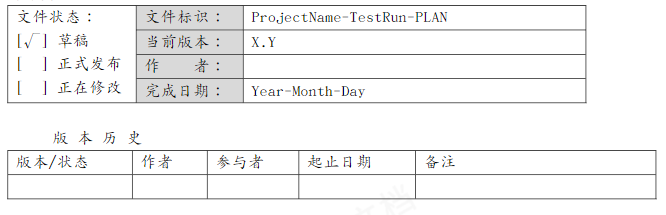 文件状态： 文件标识： ProjectName-TestRun-PLAN
[√] 草稿 当前版本： X.Y
[ ] 正式发布 作 者：
[ ] 正在修改 完成日期： Year-Month-Day
版 本 历 史
版本/状态 作者 参与者 起止日期 备注